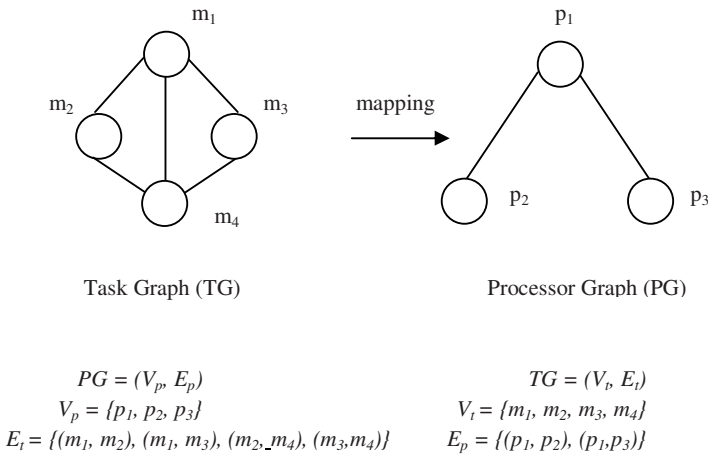 m₁ p₁
m₂ m₃ mapping
p₂ p₃
m₄
Task Graph (TG) Processor Graph (PG)
PG = (Vₚ, Eₚ) TG = (Vₜ, Eₜ)
Vₚ = {p₁, p₂, p₃} Vₜ = {m₁, m₂, m₃, m₄}
Eₜ = {(m₁, m₂), (m₁, m₃), (m₂, m₄), (m₃,m₄)} Eₚ = {(p₁, p₂), (p₁,p₃)}